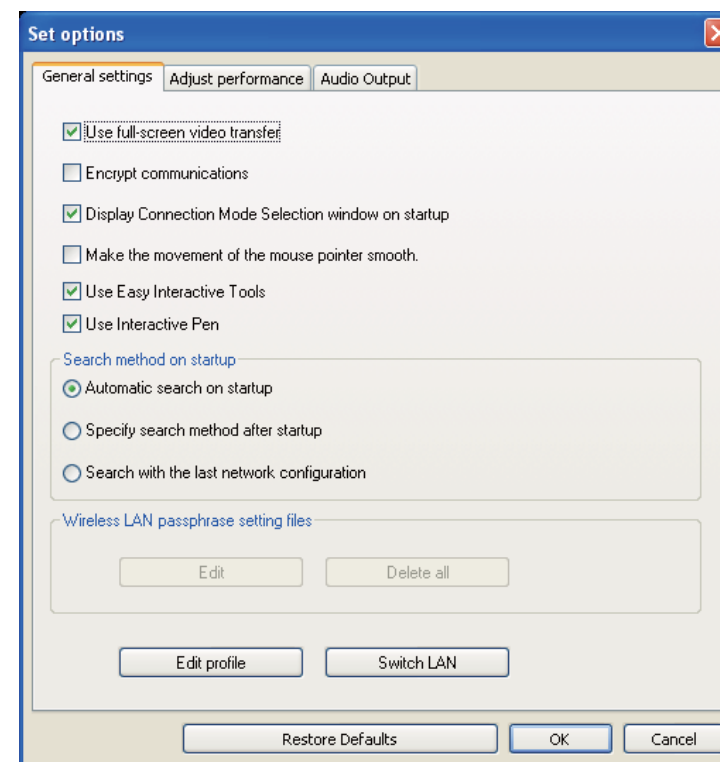 Set options
General settings Adjust performance Audio Output
Use full-screen video transfer
Encrypt communications
Display Connection Mode Selection window on startup
Make the movement of the mouse pointer smooth.
Use Easy Interactive Tools
Use Interactive Pen
Search method on startup
Automatic search on startup
Specify search method after startup
Search with the last network configuration
Wireless LAN passphrase setting files
Edit Delete all
Edit profile Switch LAN
Restore Defaults OK Cancel